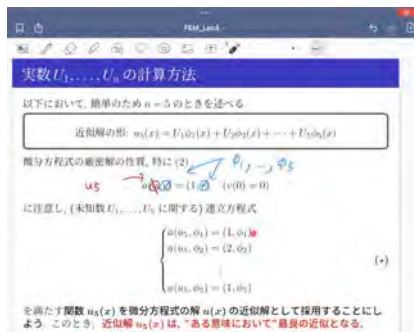 FEM_Lec4
実数 U₁, . . . , Uₙ の計算方法
以下において, 簡単のため n = 5 のときを述べる
近似解の形: u₅(x) = U₁ϕ₁(x) + U₂ϕ₂(x) + ⋯ + U₅ϕ₅(x)
微分方程式の厳密解の性質, 特に (2)
ϕ₁, ⋯, ϕ₅
u₅
= (1, (v(0) = 0)
に注意し, (未知数 U₁, . . . , U₅ に関する) 連立方程式
a(u₅, ϕ₁) = (1, ϕ₁)
a(u₅, ϕ₂) = (2, ϕ₂)
a(u₅, ϕ₅) = (1, ϕ₅)
(∗)
を満たす関数 u₅(x) を微分方程式の解 u(x) の近似解として採用することにし
よう. このとき, 近似解 u₅(x) は, “ある意味において”最良の近似となる.